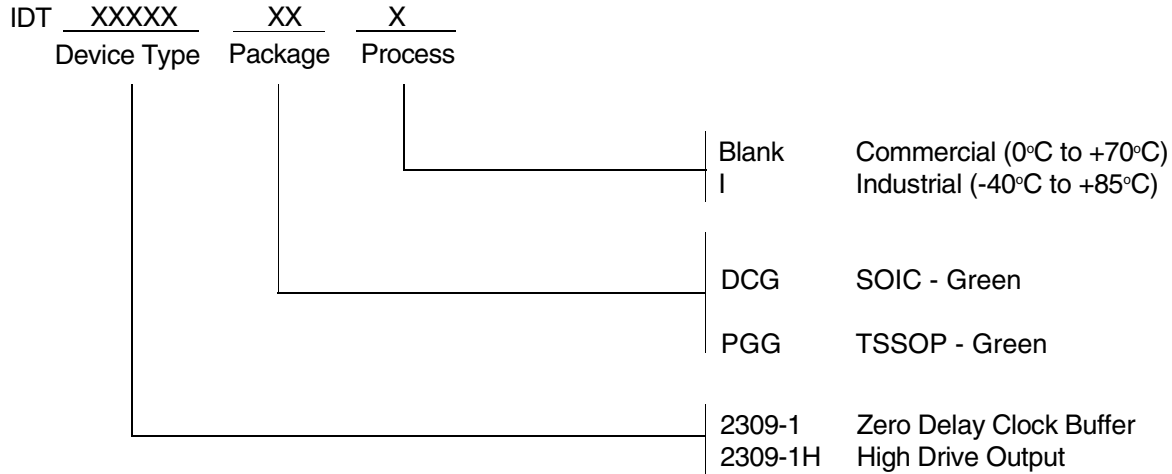 IDT XXXXX XX X
Device Type Package Process
Blank Commercial (0°C to +70°C)
I Industrial (-40°C to +85°C)
DCG SOIC - Green
PGG TSSOP - Green
2309-1 Zero Delay Clock Buffer
2309-1H High Drive Output